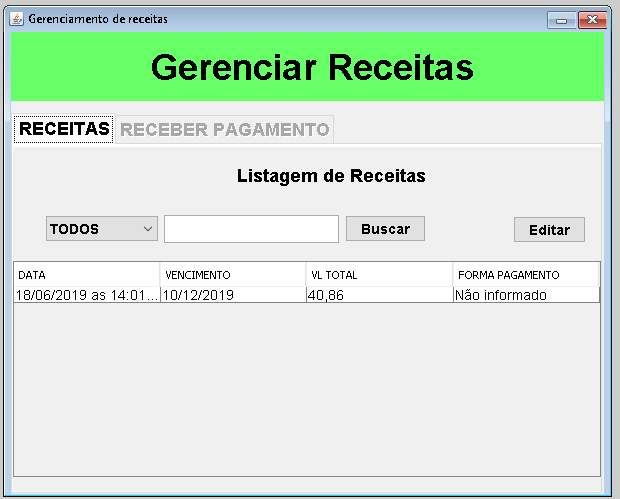 Gerenciamento de receitas
Gerenciar Receitas
RECEITAS RECEBER PAGAMENTO
Listagem de Receitas
TODOS Buscar Editar
DATA VENCIMENTO VL TOTAL FORMA PAGAMENTO
18/06/2019 as 14:01... 10/12/2019 40,86 Não informado